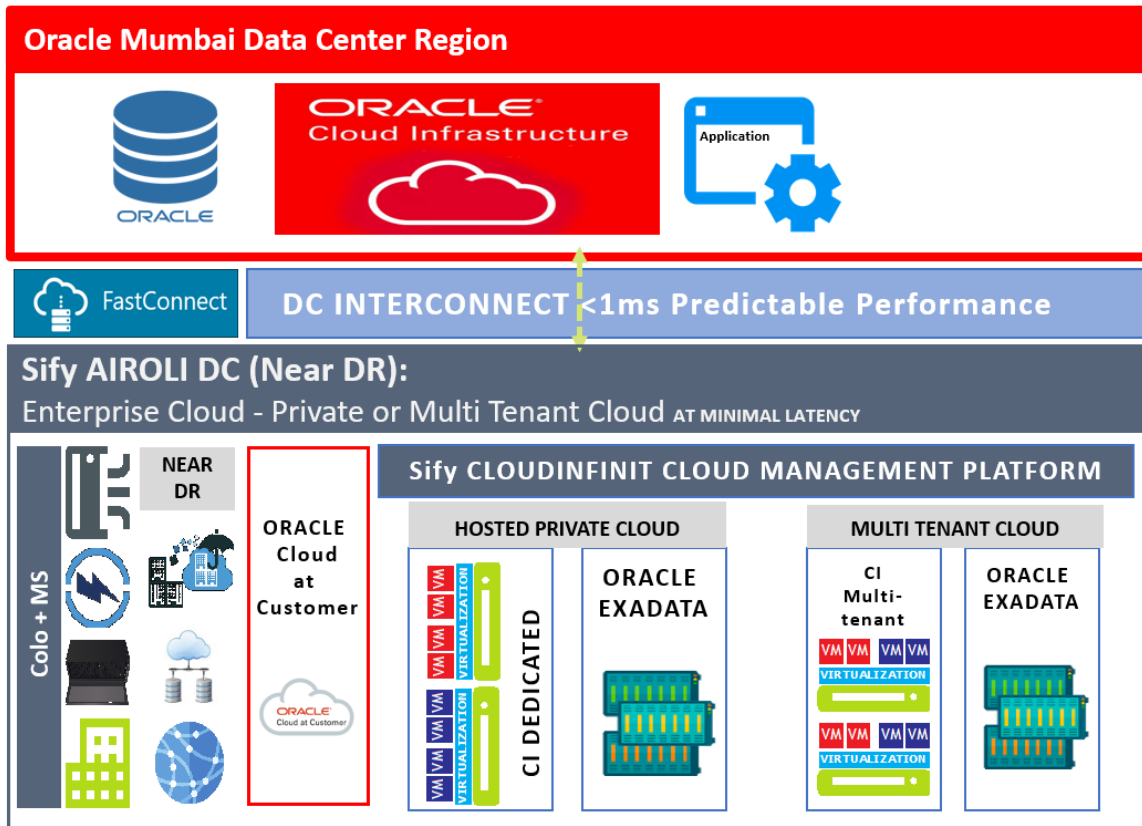 Oracle Mumbai Data Center Region
ORACLE
ORACLE
Cloud Infrastructure
Application
FastConnect
DC INTERCONNECT <1ms Predictable Performance
Sify AIROLI DC (Near DR):
Enterprise Cloud - Private or Multi Tenant Cloud AT MINIMAL LATENCY
Colo + MS
NEAR
DR
ORACLE
Cloud
at
Customer
ORACLE
Cloud at Customer
Sify CLOUDINFINIT CLOUD MANAGEMENT PLATFORM
HOSTED PRIVATE CLOUD
VM VM VM VM
VIRTUALIZATION
VM VM VM VM
VIRTUALIZATION
CI DEDICATED
ORACLE
EXADATA
MULTI TENANT CLOUD
CI
Multi-
tenant
VM VM VM VM
VIRTUALIZATION
VM VM VM VM
VIRTUALIZATION
ORACLE
EXADATA